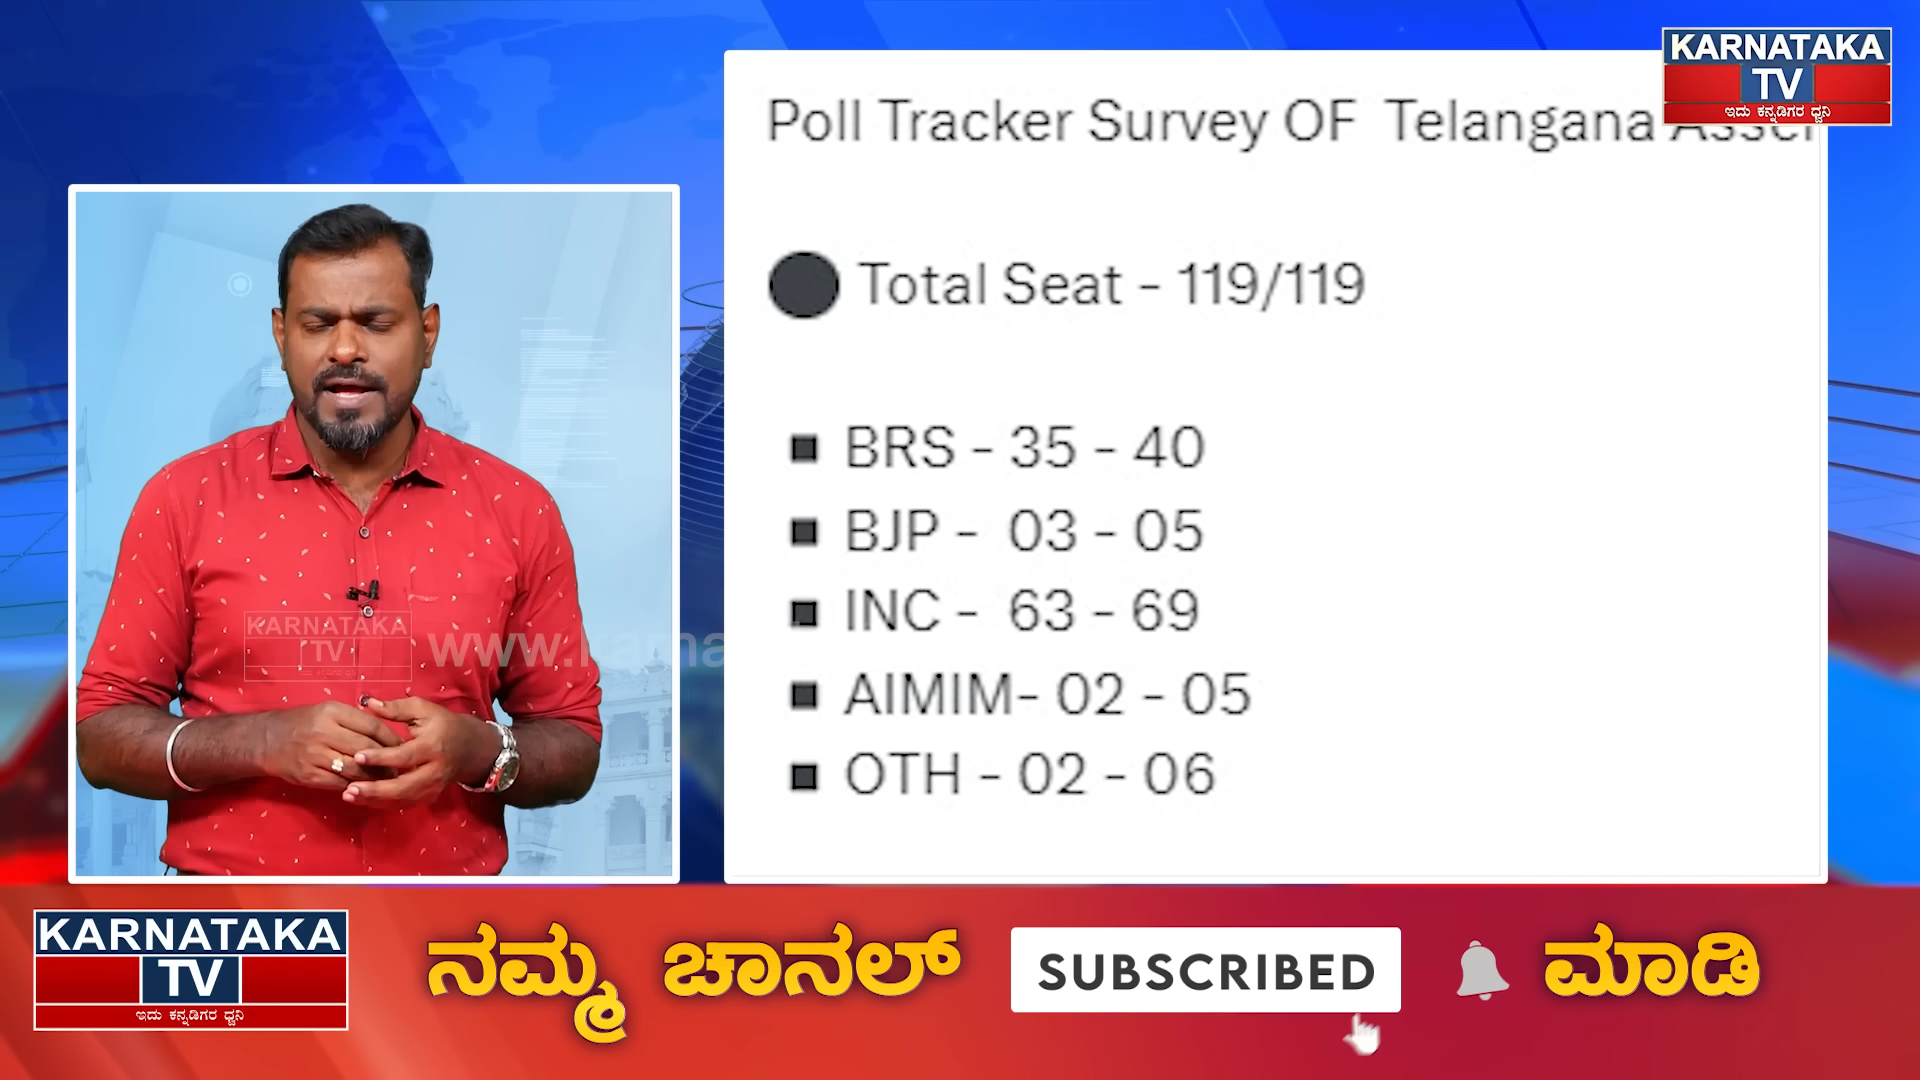 KARNATAKA
TV
ಇದು ಕನ್ನಡಿಗರ ಧ್ವನಿ
Poll Tracker Survey OF Telangana
Total Seat - 119/119
BRS - 35 - 40
BJP - 03 - 05
INC - 63 - 69
AIMIM- 02 - 05
OTH - 02 - 06
KARNATAKA
TV
KARNATAKA
TV
ಇದು ಕನ್ನಡಿಗರ ಧ್ವನಿ
ನಮ್ಮ ಚಾನಲ್ SUBSCRIBED ಮಾಡಿ